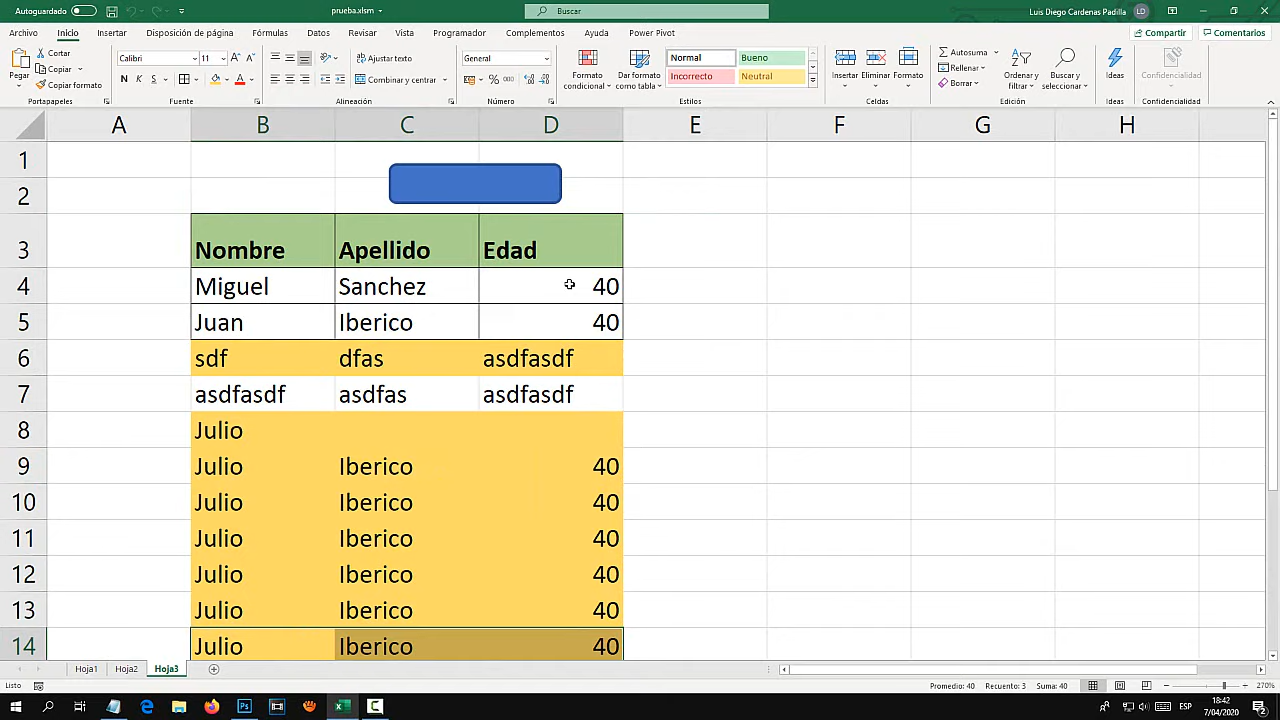 Autoguardado
prueba.xlsm
Buscar
Luis Diego Cardenas Padilla
LD
Archivo Inicio Insertar Disposición de página Fórmulas Datos Revisar Vista Programador Complementos Ayuda Power Pivot
Compartir Comentarios
Pegar
Cortar
Copiar
Copiar formato
Portapapeles
Calibri 11
N K S
Fuente
Ajustar texto
Combinar y centrar
Alineación
General
% 000
Número
Formato condicional
Dar formato como tabla
Normal Bueno
Incorrecto Neutral
Estilos
Insertar Eliminar Formato
Celdas
Autosuma
Rellenar
Borrar
Ordenar y filtrar
Buscar y seleccionar
Edición
Ideas
Ideas
Confidencialidad
Confidencialidad
A B C D E F G H
1
2
3 Nombre Apellido Edad
4 Miguel Sanchez 40
5 Juan Iberico 40
6 sdf dfas asdfasdf
7 asdfasdf asdfas asdfasdf
8 Julio
9 Julio Iberico 40
10 Julio Iberico 40
11 Julio Iberico 40
12 Julio Iberico 40
13 Julio Iberico 40
14 Julio Iberico 40
Hoja1 Hoja2 Hoja3
Listo
Promedio: 40 Recuento: 3 Suma: 40
270%
ESP
18:42
7/04/2020